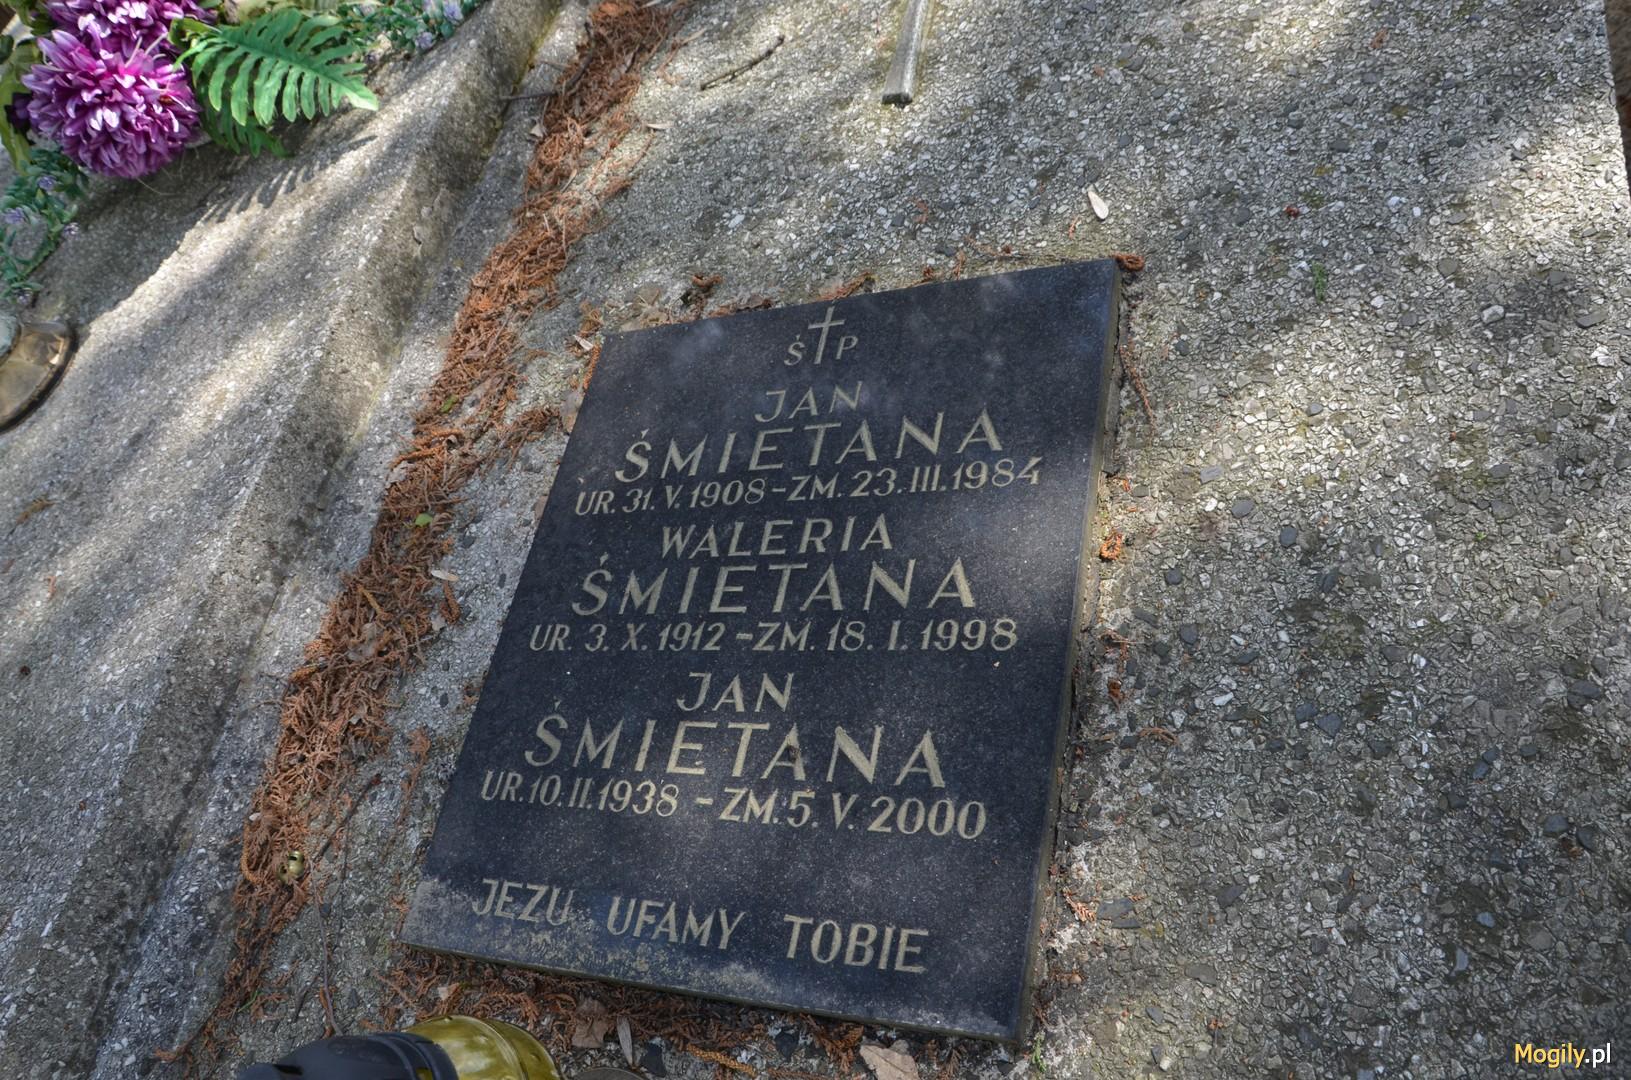 Ś P
JAN
ŚMIETANA
UR. 31. V. 1908 - ZM. 23. III. 1984
WALERIA
ŚMIETANA
UR. 3. X. 1912 - ZM. 18. I. 1998
JAN
ŚMIETANA
UR. 10. II. 1938 - ZM. 5. V. 2000
JEZU UFAMY TOBIE
Mogily.pl